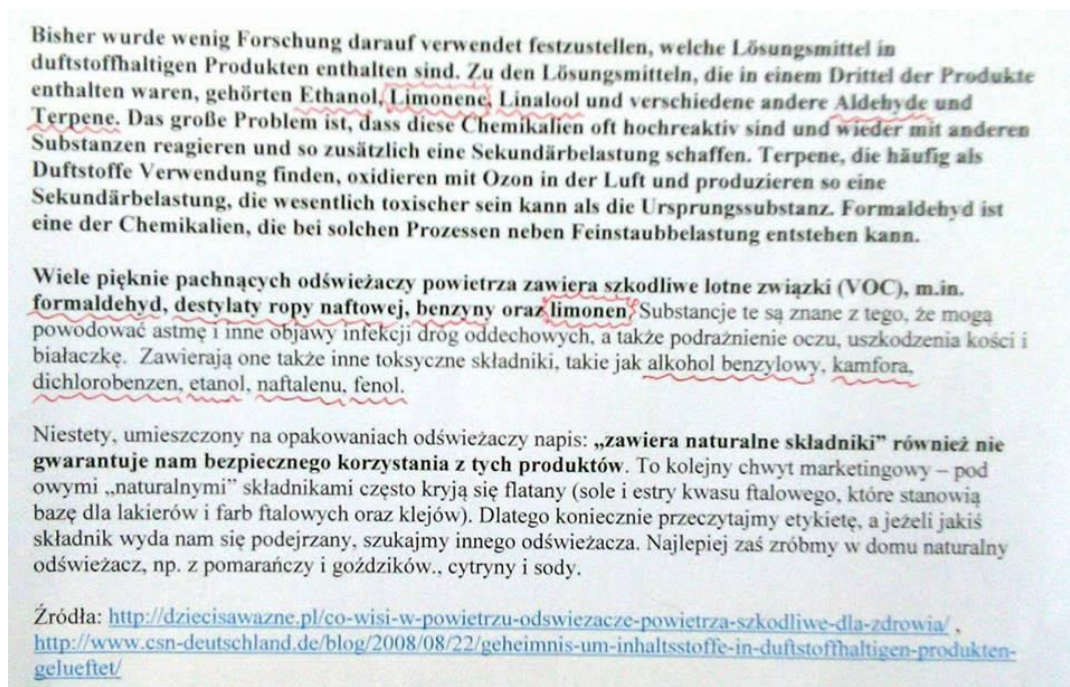 Bisher wurde wenig Forschung darauf verwendet festzustellen, welche Lösungsmittel in
duftstoffhaltigen Produkten enthalten sind. Zu den Lösungsmitteln, die in einem Drittel der Produkte
enthalten waren, gehörten Ethanol, Limonene, Linalool und verschiedene andere Aldehyde und
Terpene. Das große Problem ist, dass diese Chemikalien oft hochreaktiv sind und wieder mit anderen
Substanzen reagieren und so zusätzlich eine Sekundärbelastung schaffen. Terpene, die häufig als
Duftstoffe Verwendung finden, oxidieren mit Ozon in der Luft und produzieren so eine
Sekundärbelastung, die wesentlich toxischer sein kann als die Ursprungssubstanz. Formaldehyd ist
eine der Chemikalien, die bei solchen Prozessen neben Feinstaubbelastung entstehen kann.
Wiele pięknie pachnących odświeżaczy powietrza zawiera szkodliwe lotne związki (VOC), m.in.
formaldehyd, destylaty ropy naftowej, benzyny oraz limonen. Substancje te są znane z tego, że mogą
powodować astmę i inne objawy infekcji dróg oddechowych, a także podrażnienie oczu, uszkodzenia kości i
białaczkę. Zawierają one także inne toksyczne składniki, takie jak alkohol benzylowy, kamfora,
dichlorobenzen, etanol, naftalenu, fenol.
Niestety, umieszczony na opakowaniach odświeżaczy napis: „zawiera naturalne składniki” również nie
gwarantuje nam bezpiecznego korzystania z tych produktów. To kolejny chwyt marketingowy – pod
owymi „naturalnymi” składnikami często kryją się flatany (sole i estry kwasu ftalowego, które stanowią
bazę dla lakierów i farb ftalowych oraz klejów). Dlatego koniecznie przeczytajmy etykietę, a jeżeli jakiś
składnik wyda nam się podejrzany, szukajmy innego odświeżacza. Najlepiej zaś zróbmy w domu naturalny
odświeżacz, np. z pomarańczy i goździków., cytryny i sody.
Źródła: http://dziecisawazne.pl/co-wisi-w-powietrzu-odswiezacze-powietrza-szkodliwe-dla-zdrowia/ ,
http://www.csn-deutschland.de/blog/2008/08/22/geheimnis-um-inhaltsstoffe-in-duftstoffhaltigen-produkten-
gelueftet/